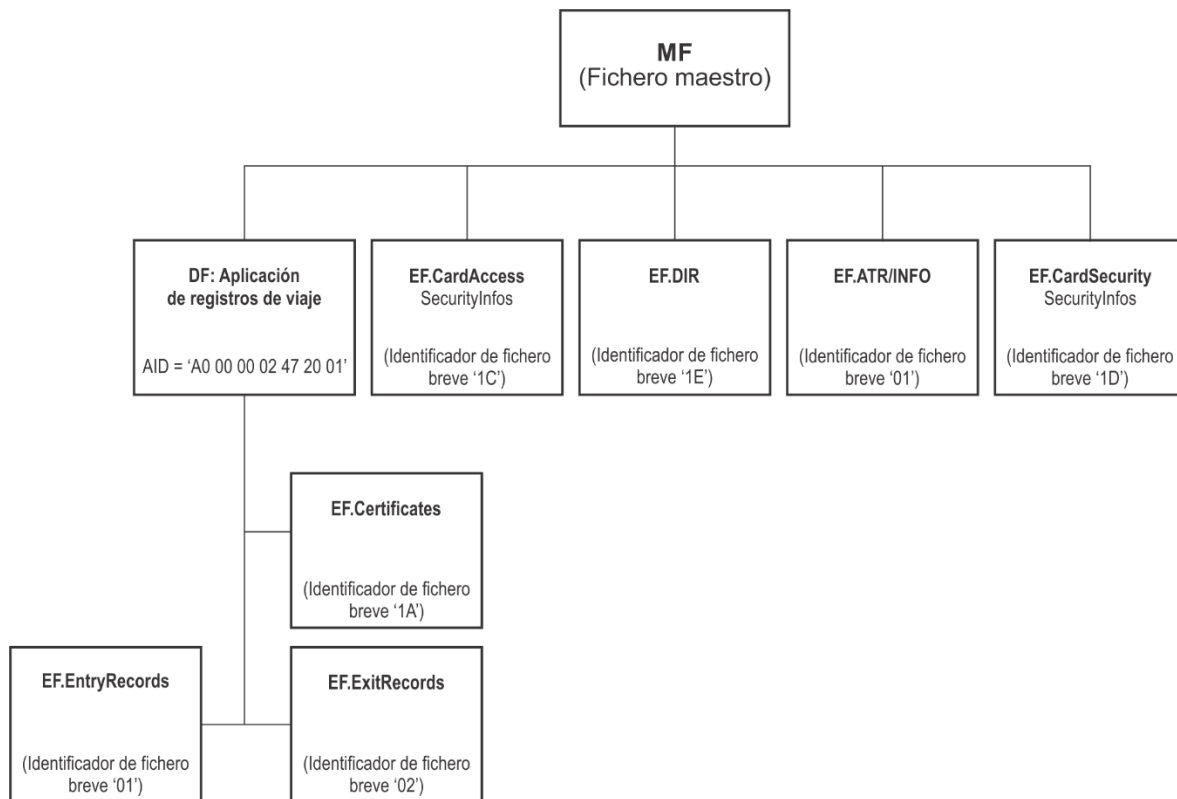 MF
(Fichero maestro)
DF: Aplicación
de registros de viaje
AID = ‘A0 00 00 02 47 20 01’
EF.CardAccess
SecurityInfos
(Identificador de fichero
breve ‘1C’)
EF.DIR
(Identificador de fichero
breve ‘1E’)
EF.ATR/INFO
(Identificador de fichero
breve ‘01’)
EF.CardSecurity
SecurityInfos
(Identificador de fichero
breve ‘1D’)
EF.Certificates
(Identificador de fichero
breve ‘1A’)
EF.EntryRecords
(Identificador de fichero
breve ‘01’)
EF.ExitRecords
(Identificador de fichero
breve ‘02’)